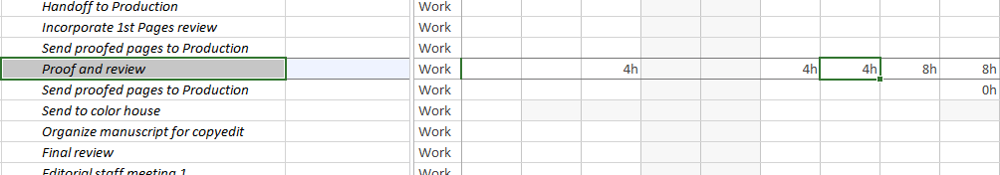 Handoff to Production Work
Incorporate 1st Pages review Work
Send proofed pages to Production Work
Proof and review Work 4h 4h 4h 8h 8h
Send proofed pages to Production Work 0h
Send to color house Work
Organize manuscript for copyedit Work
Final review Work
Editorial staff meeting 1 Work